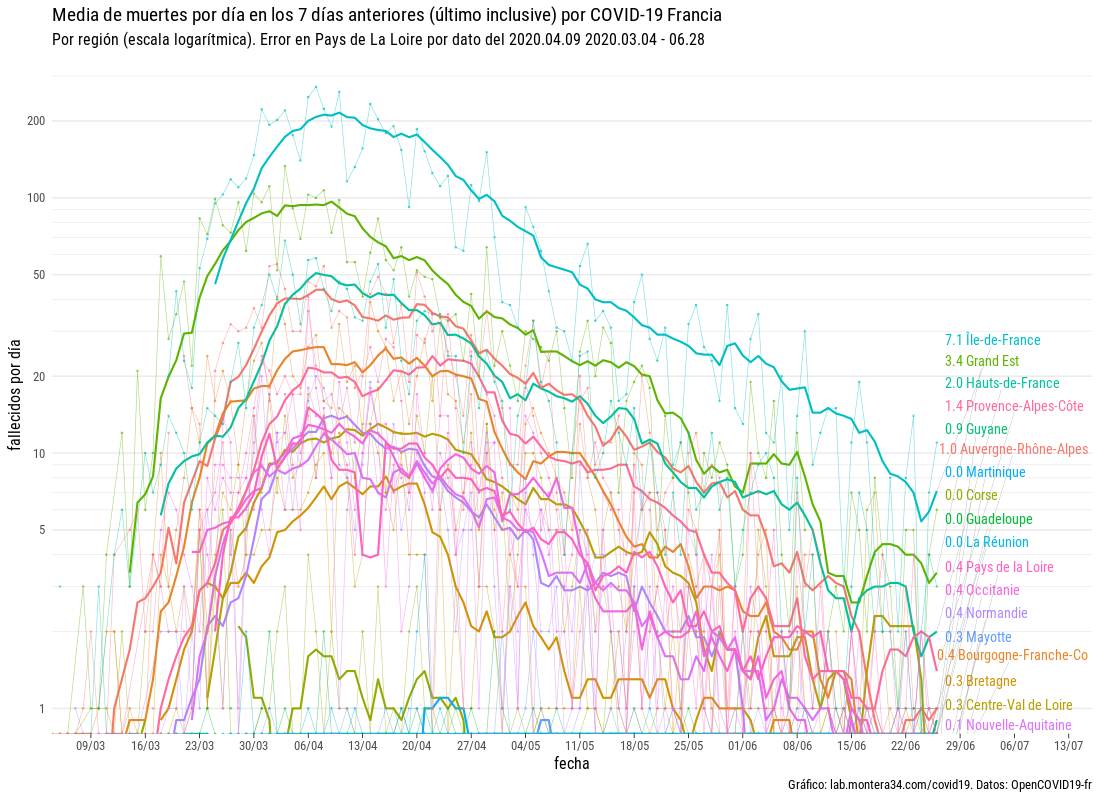 Media de muertes por día en los 7 días anteriores (último inclusive) por COVID-19 Francia
Por región (escala logarítmica). Error en Pays de La Loire por dato del 2020.04.09 2020.03.04 - 06.28
fallecidos por día
200
100
50
20
10
5
1
7.1 Île-de-France
3.4 Grand Est
2.0 Hauts-de-France
1.4 Provence-Alpes-Côte
0.9 Guyane
1.0 Auvergne-Rhône-Alpes
0.0 Martinique
0.0 Corse
0.0 Guadeloupe
0.0 La Réunion
0.4 Pays de la Loire
0.4 Occitanie
0.4 Normandie
0.3 Mayotte
0.4 Bourgogne-Franche-Co
0.3 Bretagne
0.3 Centre-Val de Loire
0.1 Nouvelle-Aquitaine
09/03 16/03 23/03 30/03 06/04 13/04 20/04 27/04 04/05 11/05 18/05 25/05 01/06 08/06 15/06 22/06 29/06 06/07 13/07
fecha
Gráfico: lab.montera34.com/covid19. Datos: OpenCOVID19-fr